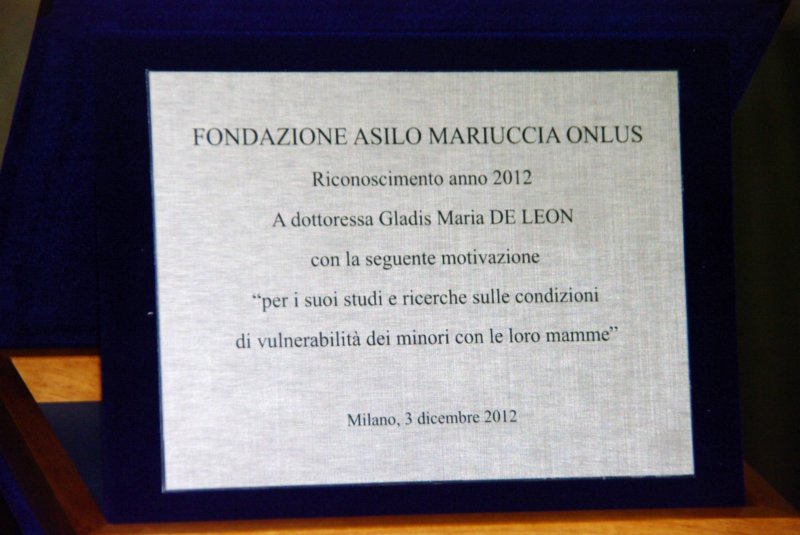 FONDAZIONE ASILO MARIUCCIA ONLUS
Riconoscimento anno 2012
A dottoressa Gladis Maria DE LEON
con la seguente motivazione
“per i suoi studi e ricerche sulle condizioni
di vulnerabilità dei minori con le loro mamme”
Milano, 3 dicembre 2012